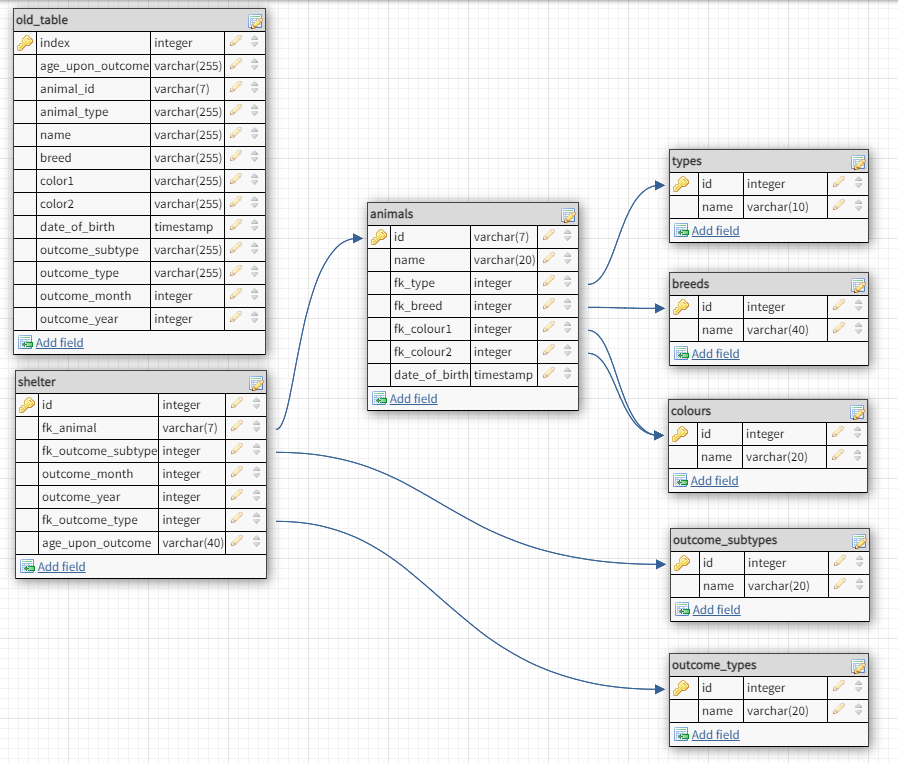 old_table
index integer
age_upon_outcome varchar(255)
animal_id varchar(7)
animal_type varchar(255)
name varchar(255)
breed varchar(255)
color1 varchar(255)
color2 varchar(255)
date_of_birth timestamp
outcome_subtype varchar(255)
outcome_type varchar(255)
outcome_month integer
outcome_year integer
Add field
shelter
id integer
fk_animal varchar(7)
fk_outcome_subtype integer
outcome_month integer
outcome_year integer
fk_outcome_type integer
age_upon_outcome varchar(40)
Add field
animals
id varchar(7)
name varchar(20)
fk_type integer
fk_breed integer
fk_colour1 integer
fk_colour2 integer
date_of_birth timestamp
Add field
types
id integer
name varchar(10)
Add field
breeds
id integer
name varchar(40)
Add field
colours
id integer
name varchar(20)
Add field
outcome_subtypes
id integer
name varchar(20)
Add field
outcome_types
id integer
name varchar(20)
Add field